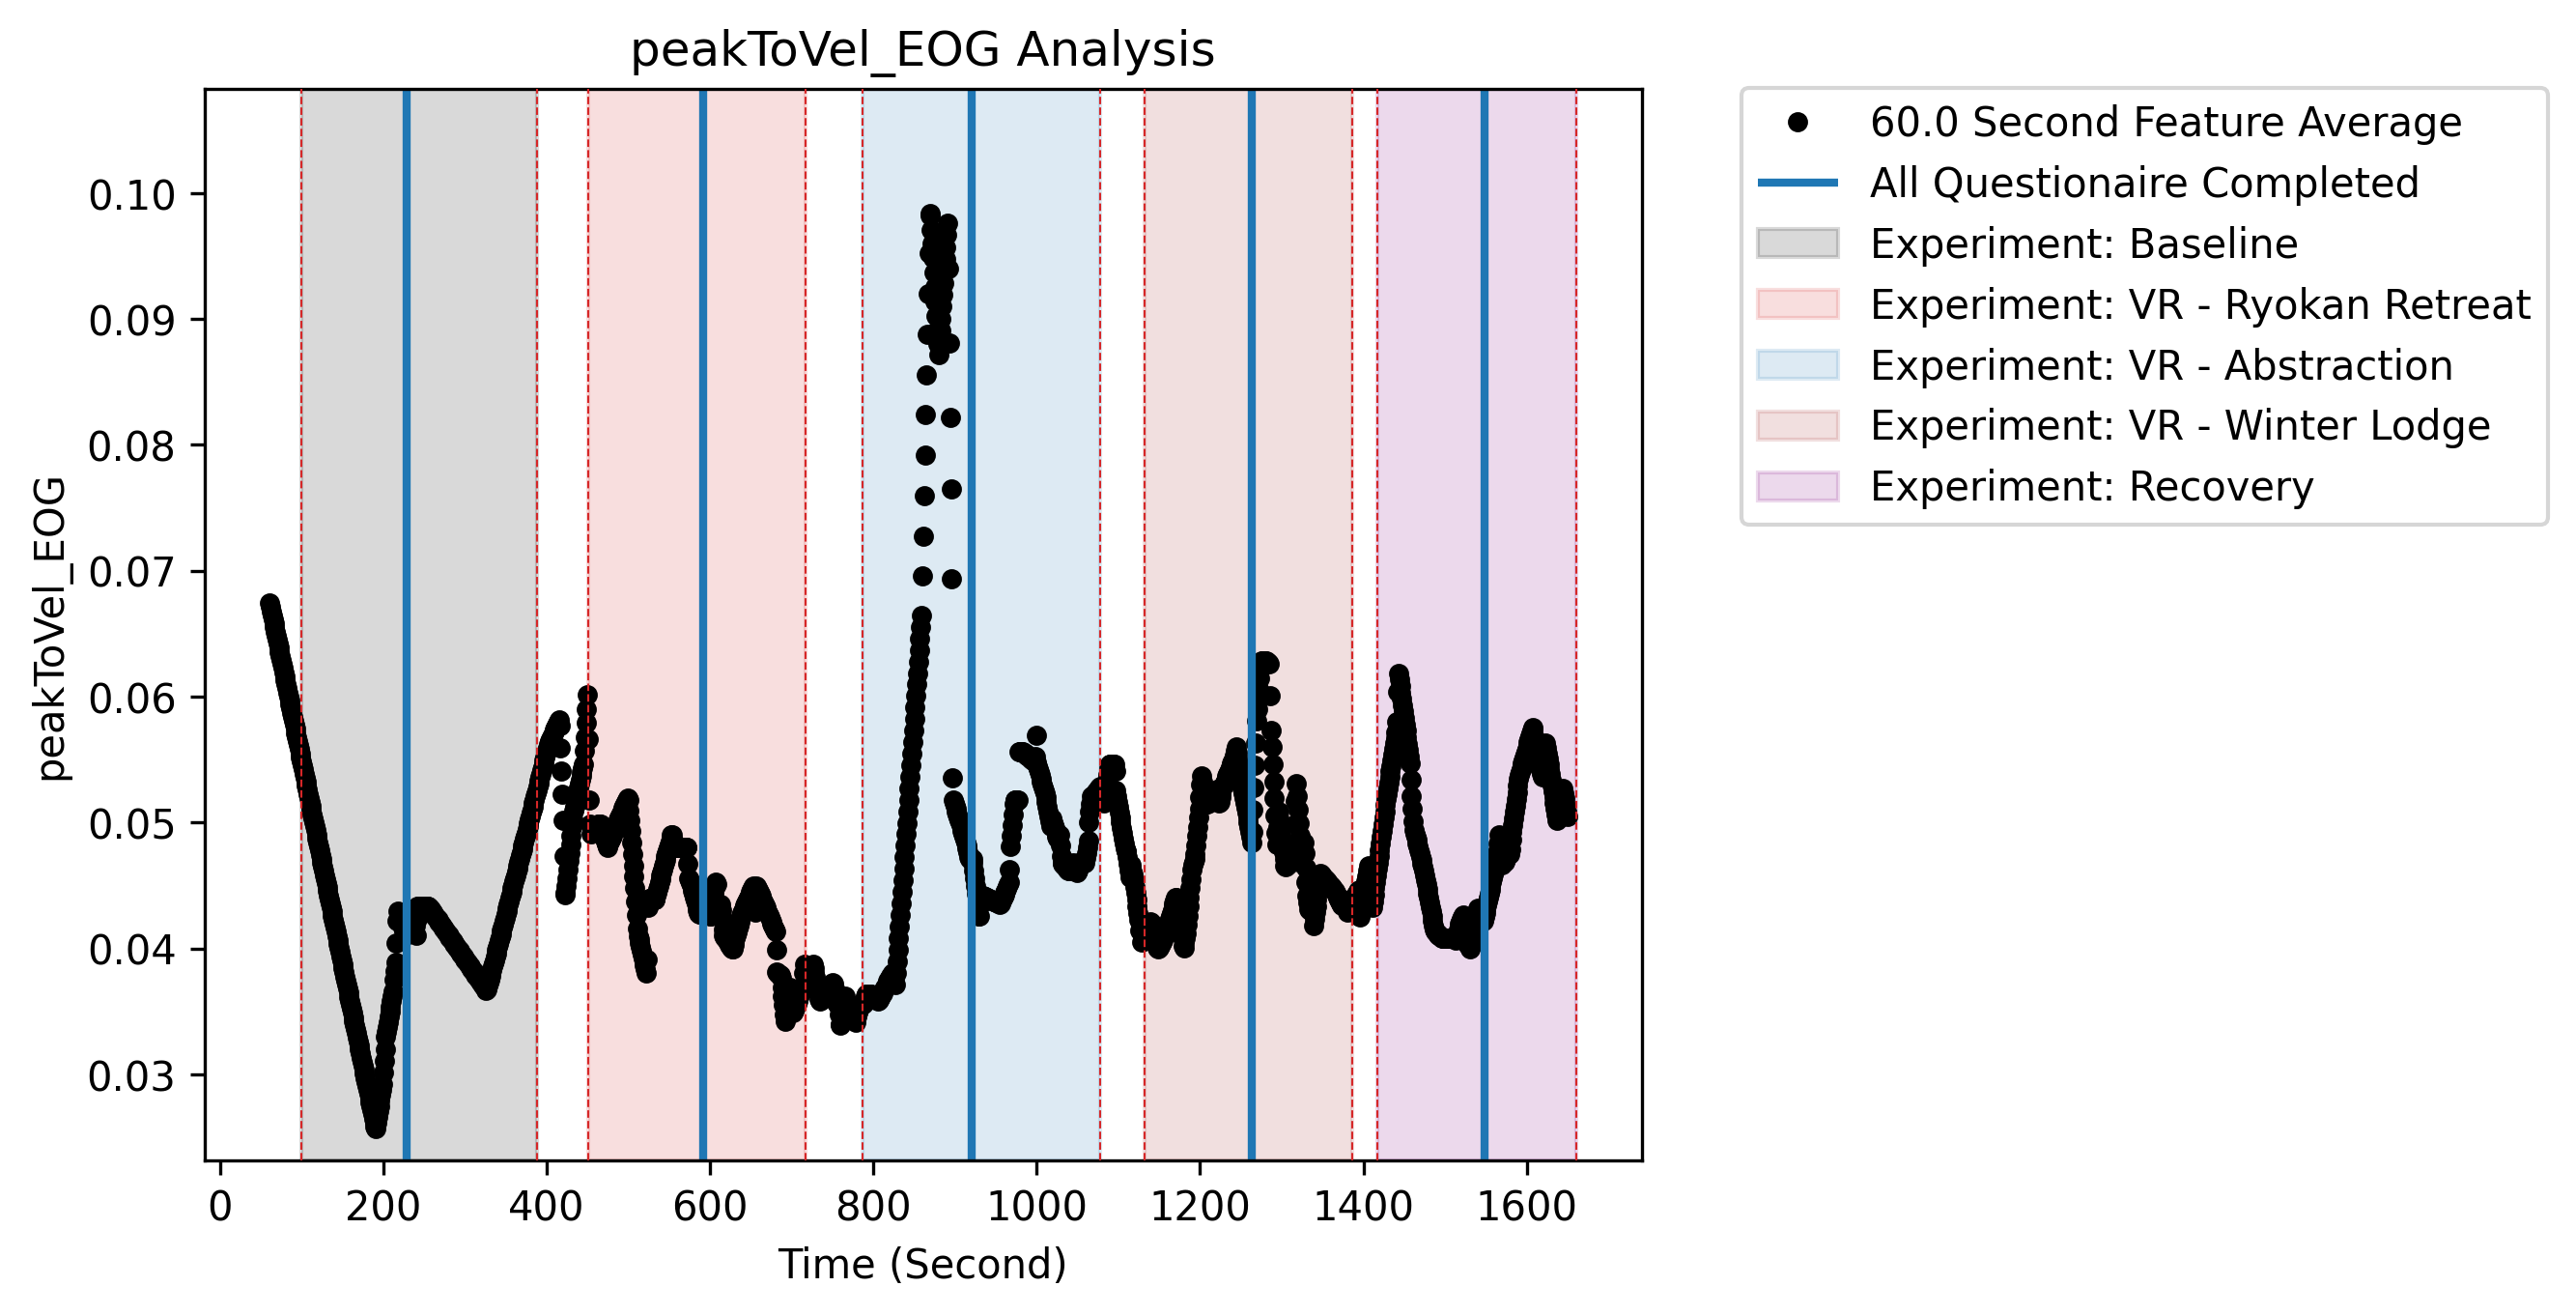 peakToVel_EOG Analysis
peakToVel_EOG
0.10
0.09
0.08
0.07
0.06
0.05
0.04
0.03
0 200 400 600 800 1000 1200 1400 1600
Time (Second)
60.0 Second Feature Average
All Questionaire Completed
Experiment: Baseline
Experiment: VR - Ryokan Retreat
Experiment: VR - Abstraction
Experiment: VR - Winter Lodge
Experiment: Recovery